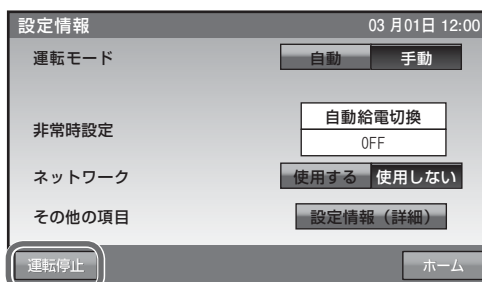 設定情報 03月01日 12:00
運転モード 自動 手動
自動給電切換
非常時設定
OFF
ネットワーク 使用する 使用しない
その他の項目 設定情報（詳細）
運転停止 ホーム